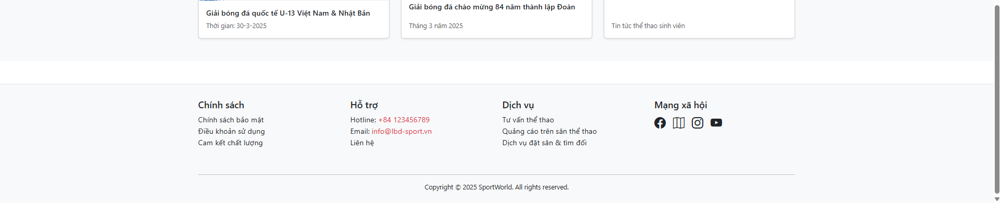 Giải bóng đá quốc tế U-13 Việt Nam & Nhật Bản
Thời gian: 30-3-2025
Giải bóng đá chào mừng 84 năm thành lập Đoàn
Tháng 3 năm 2025
Tin tức thể thao sinh viên
Chính sách
Chính sách bảo mật
Điều khoản sử dụng
Cam kết chất lượng
Hỗ trợ
Hotline: +84 123456789
Email: info@lbd-sport.vn
Liên hệ
Dịch vụ
Tư vấn thể thao
Quảng cáo trên sân thể thao
Dịch vụ đặt sân & tìm đối
Mạng xã hội
Copyright © 2025 SportWorld. All rights reserved.